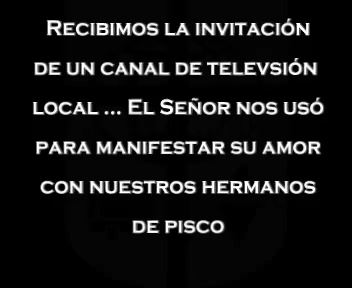 Recibimos la invitación
de un canal de televsión
local ... El Señor nos usó
para manifestar su amor
con nuestros hermanos
de pisco